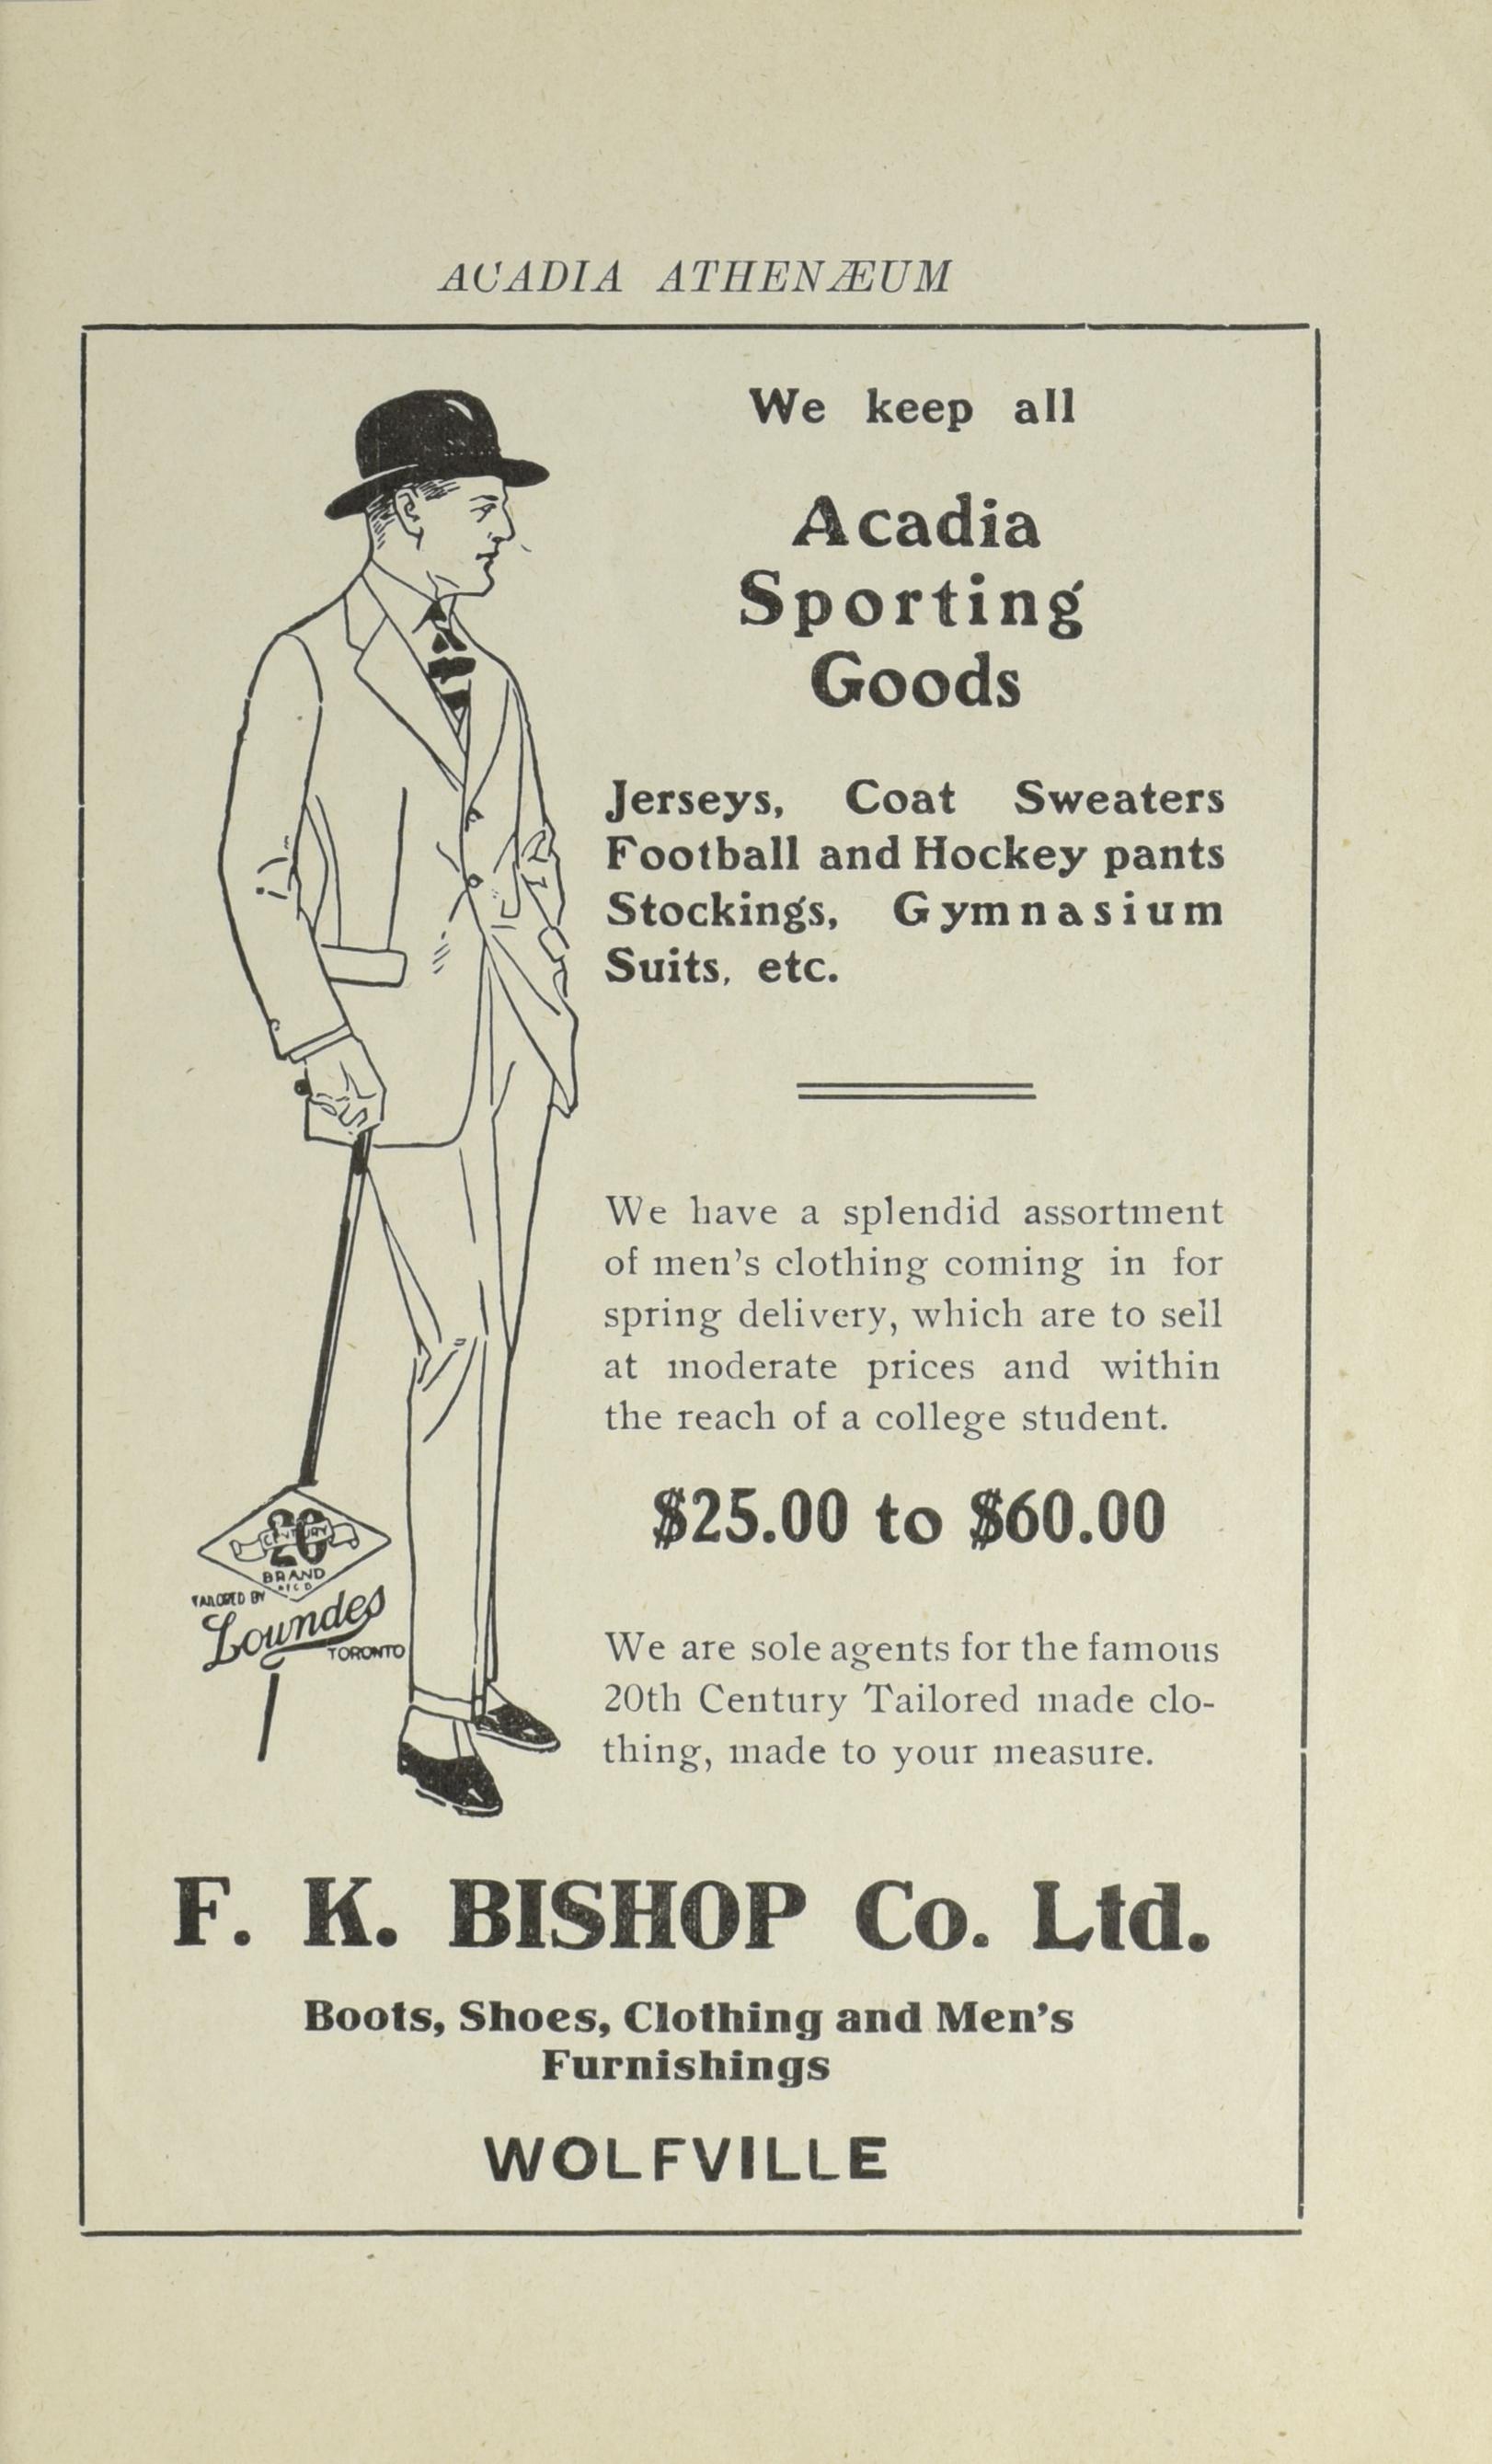 ACADIA ATHENÆUM
We keep all
Acadia
Sporting
Goods
Jerseys, Coat Sweaters
Football and Hockey pants
Stockings, Gymnasium
Suits, etc.
We have a splendid assortment
of men's clothing coming in for
spring delivery, which are to sell
at moderate prices and within
the reach of a college student.
$25.00 to $60.00
20
CENTURY
BRAND
TAILORED BY
Lowndes
TORONTO
We are sole agents for the famous
20th Century Tailored made clo-
thing, made to your measure.
F. K. BISHOP Co. Ltd.
Boots, Shoes, Clothing and Men's
Furnishings
WOLFVILLE